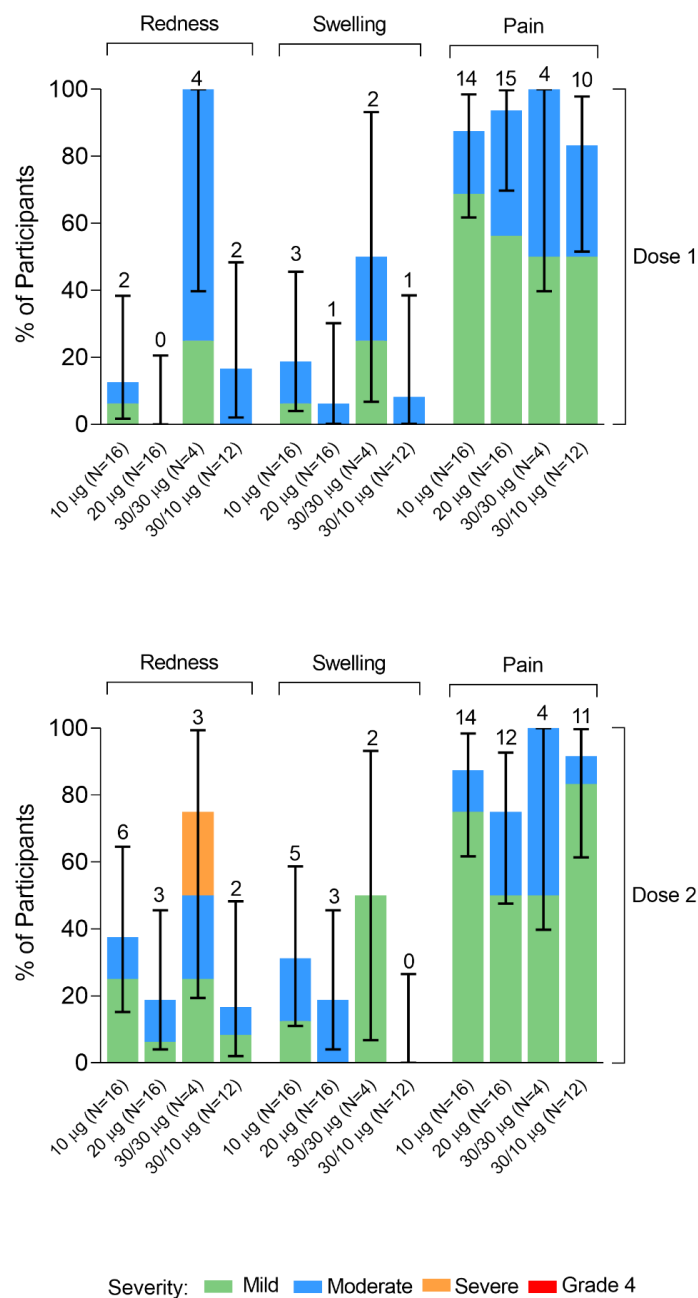 Redness Swelling Pain
% of Participants
100
80
60
40
20
0
2 0 4 2 3 1 2 1 14 15 4 10
10 µg (N=16) 20 µg (N=16) 30/30 µg (N=4) 30/10 µg (N=12) 10 µg (N=16) 20 µg (N=16) 30/30 µg (N=4) 30/10 µg (N=12) 10 µg (N=16) 20 µg (N=16) 30/30 µg (N=4) 30/10 µg (N=12)
Dose 1
Redness Swelling Pain
% of Participants
100
80
60
40
20
0
6 3 3 2 5 3 2 0 14 12 4 11
10 µg (N=16) 20 µg (N=16) 30/30 µg (N=4) 30/10 µg (N=12) 10 µg (N=16) 20 µg (N=16) 30/30 µg (N=4) 30/10 µg (N=12) 10 µg (N=16) 20 µg (N=16) 30/30 µg (N=4) 30/10 µg (N=12)
Dose 2
Severity: Mild Moderate Severe Grade 4